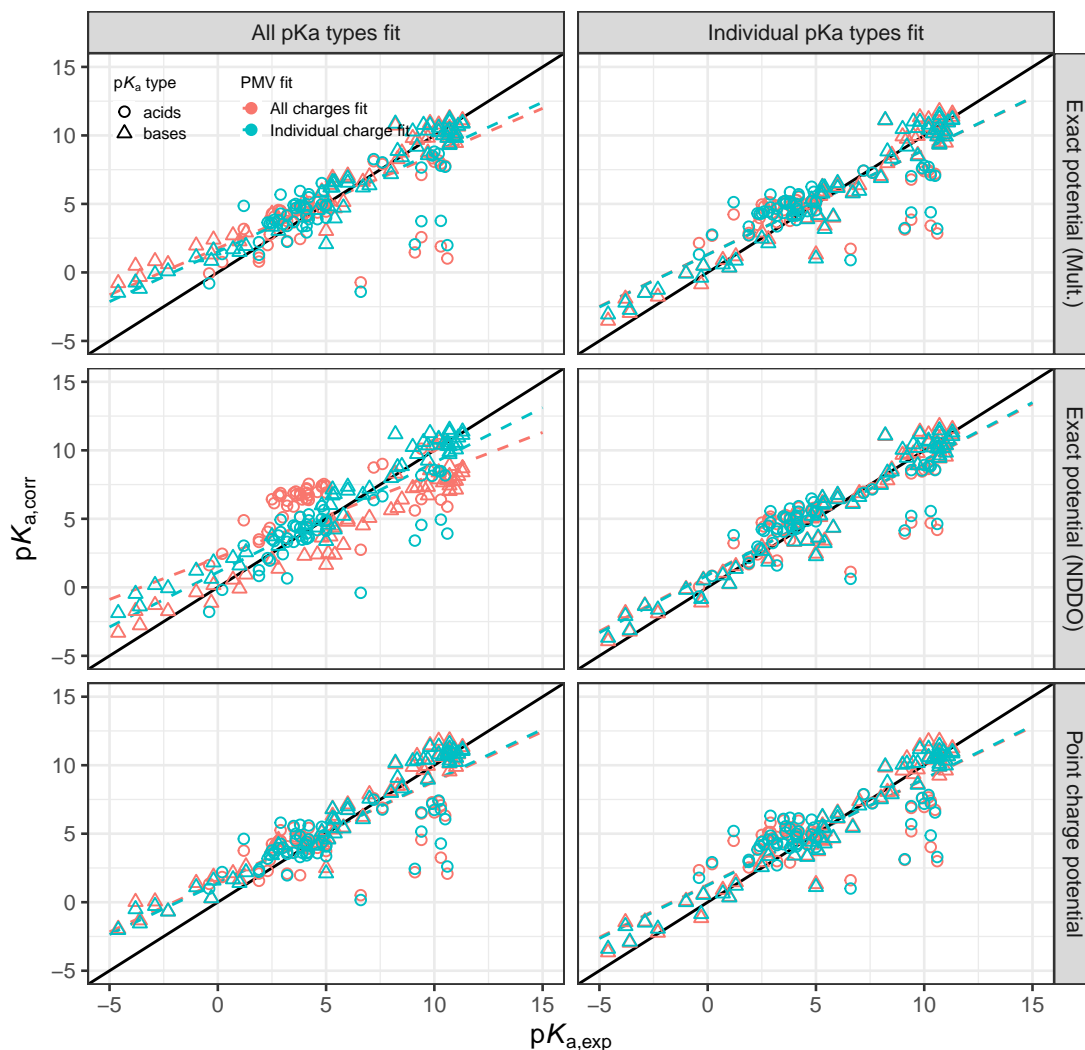 All pKa types fit
Individual pKa types fit
pKₐ type
acids
bases
PMV fit
All charges fit
Individual charge fit
15
10
5
0
−5
Exact potential (Mult.)
15
10
5
0
−5
Exact potential (NDDO)
15
10
5
0
−5
Point charge potential
−5
0
5
10
15
−5
0
5
10
15
pKa,corr
pKa,exp